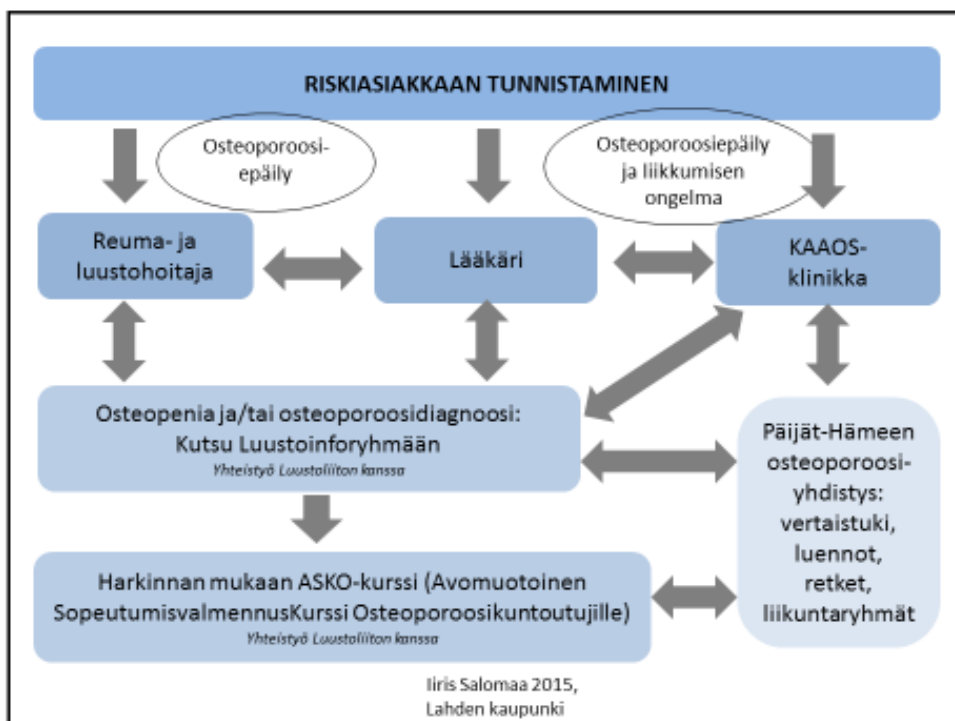 RISKIASIAKKAAN TUNNISTAMINEN
Osteoporoosi-
epäily
Osteoporoosiepäily
ja liikkumisen
ongelma
Reuma- ja
luustohoitaja
Lääkäri
KAAOS-
klinikka
Osteopenia ja/tai osteoporoosidiagnoosi:
Kutsu Luustoinforyhmään
Yhteistyö Luustoliiton kanssa
Päijät-Hämeen
osteoporoosi-
yhdistys:
vertaistuki,
luennot,
retket,
liikuntaryhmät
Harkinnan mukaan ASKO-kurssi (Avomuotoinen
SopeutumisvalmennusKurssi Osteoporoosikuntoutujille)
Yhteistyö Luustoliiton kanssa
Iiris Salomaa 2015,
Lahden kaupunki